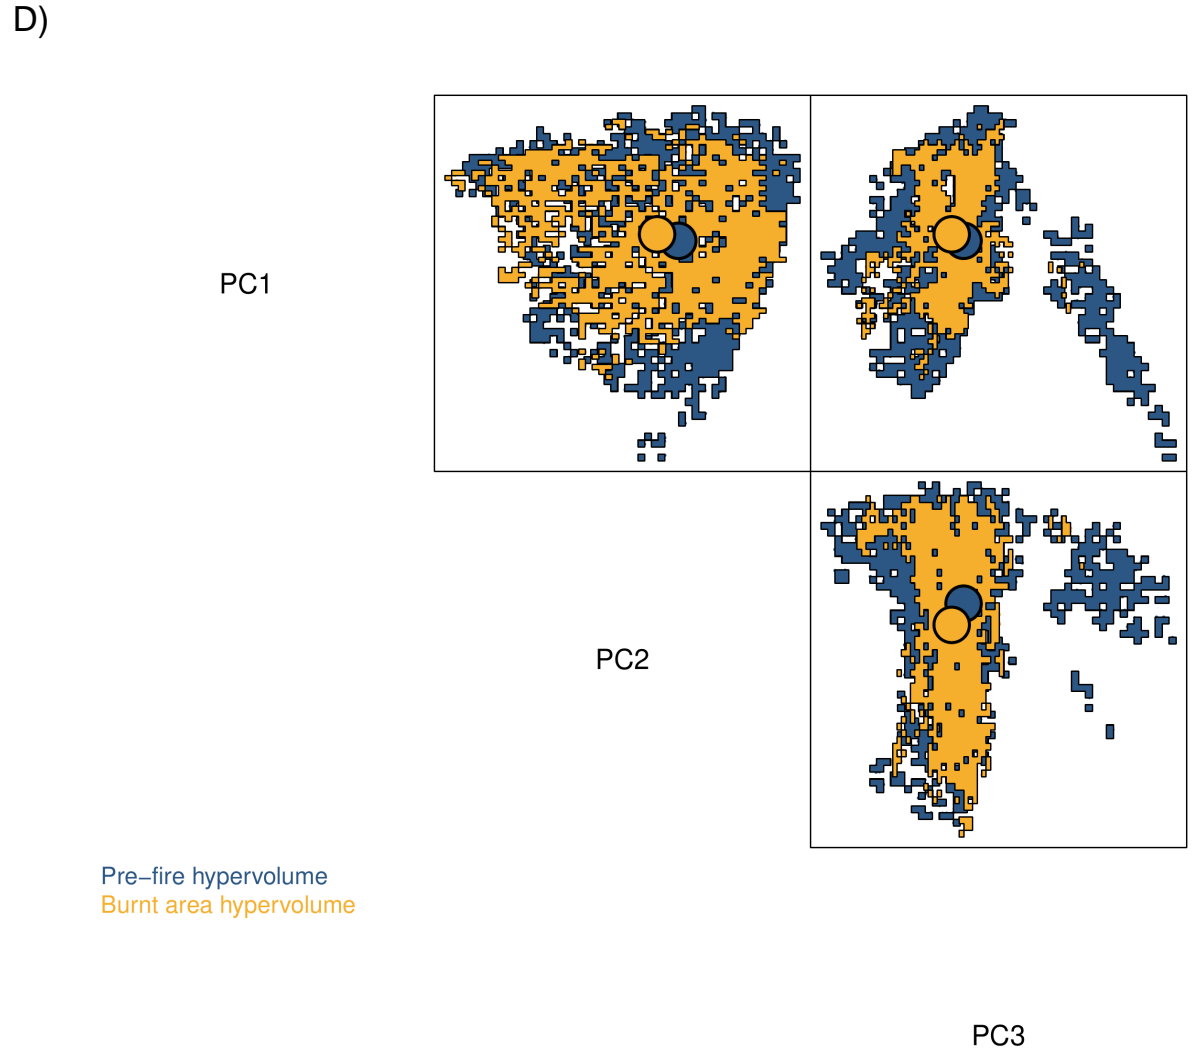 D)
PC1
PC2
Pre−fire hypervolume
Burnt area hypervolume
PC3